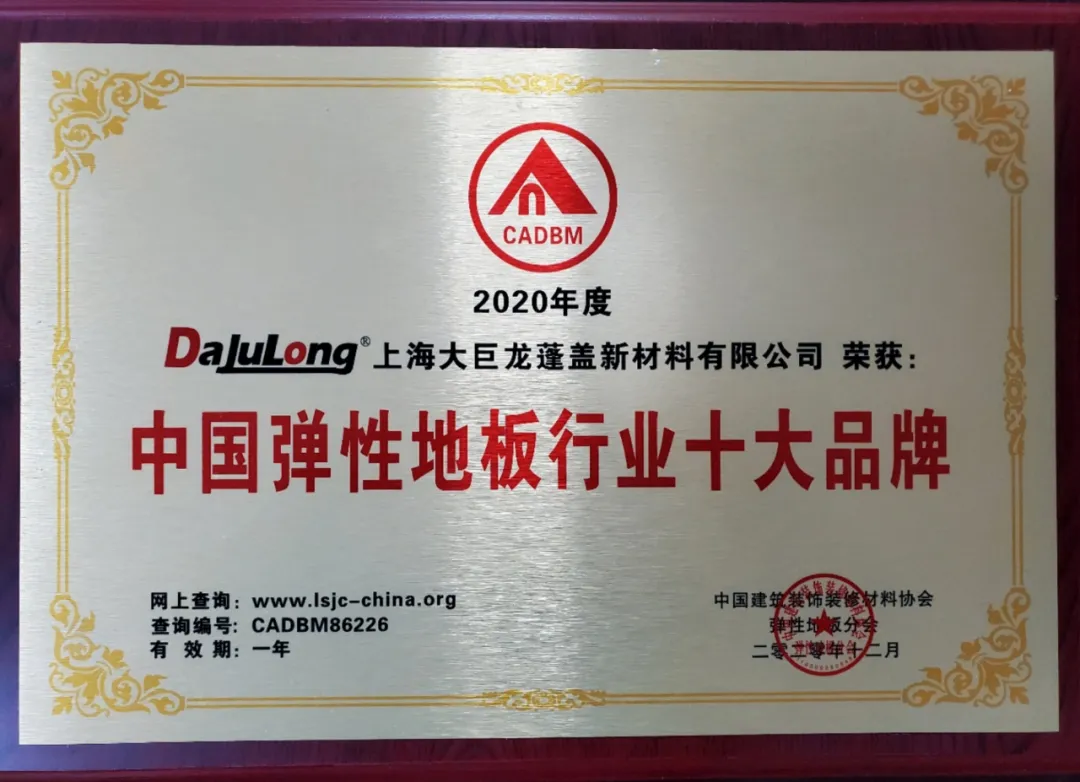 CADBM
2020年度
DaJuLong® 上海大巨龙蓬盖新材料有限公司 荣获：
中国弹性地板行业十大品牌
网上查询：www.lsjc-china.org
查询编号：CADBM86226
有 效 期：一年
中国建筑装饰装修材料协会
弹性地板分会
二零二零年十二月